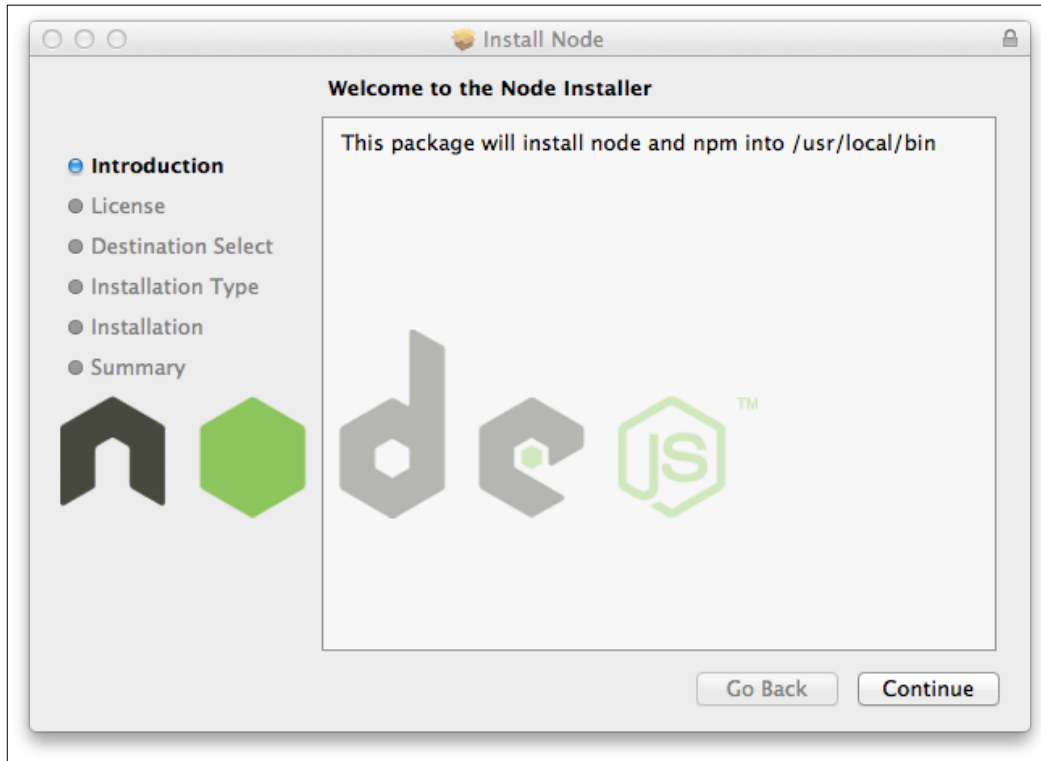 Install Node
Welcome to the Node Installer
Introduction
License
Destination Select
Installation Type
Installation
Summary
This package will install node and npm into /usr/local/bin
node
JS
TM
Go Back
Continue